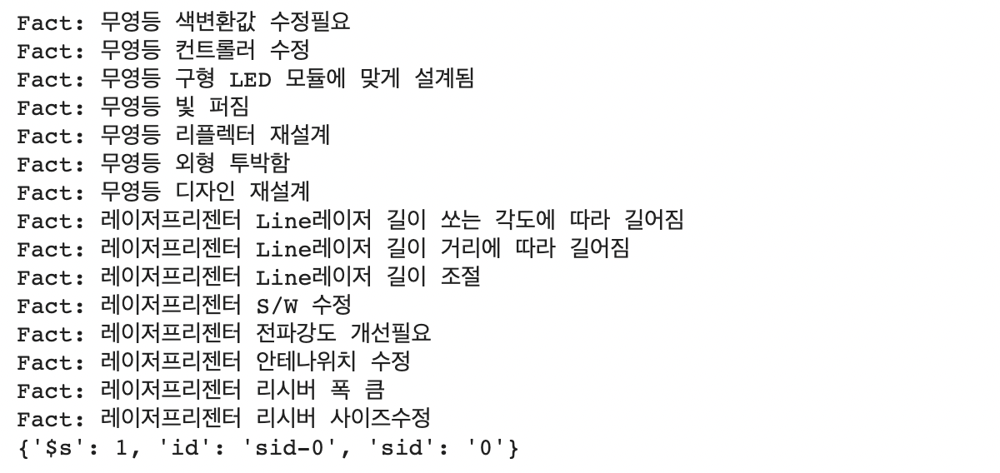 Fact: 무영등 색변환값 수정필요
Fact: 무영등 컨트롤러 수정
Fact: 무영등 구형 LED 모듈에 맞게 설계됨
Fact: 무영등 빛 퍼짐
Fact: 무영등 리플렉터 재설계
Fact: 무영등 외형 투박함
Fact: 무영등 디자인 재설계
Fact: 레이저프리젠터 Line레이저 길이 쏘는 각도에 따라 길어짐
Fact: 레이저프리젠터 Line레이저 길이 거리에 따라 길어짐
Fact: 레이저프리젠터 Line레이저 길이 조절
Fact: 레이저프리젠터 S/W 수정
Fact: 레이저프리젠터 전파강도 개선필요
Fact: 레이저프리젠터 안테나위치 수정
Fact: 레이저프리젠터 리시버 폭 큼
Fact: 레이저프리젠터 리시버 사이즈수정
{'$s': 1, 'id': 'sid-0', 'sid': '0'}